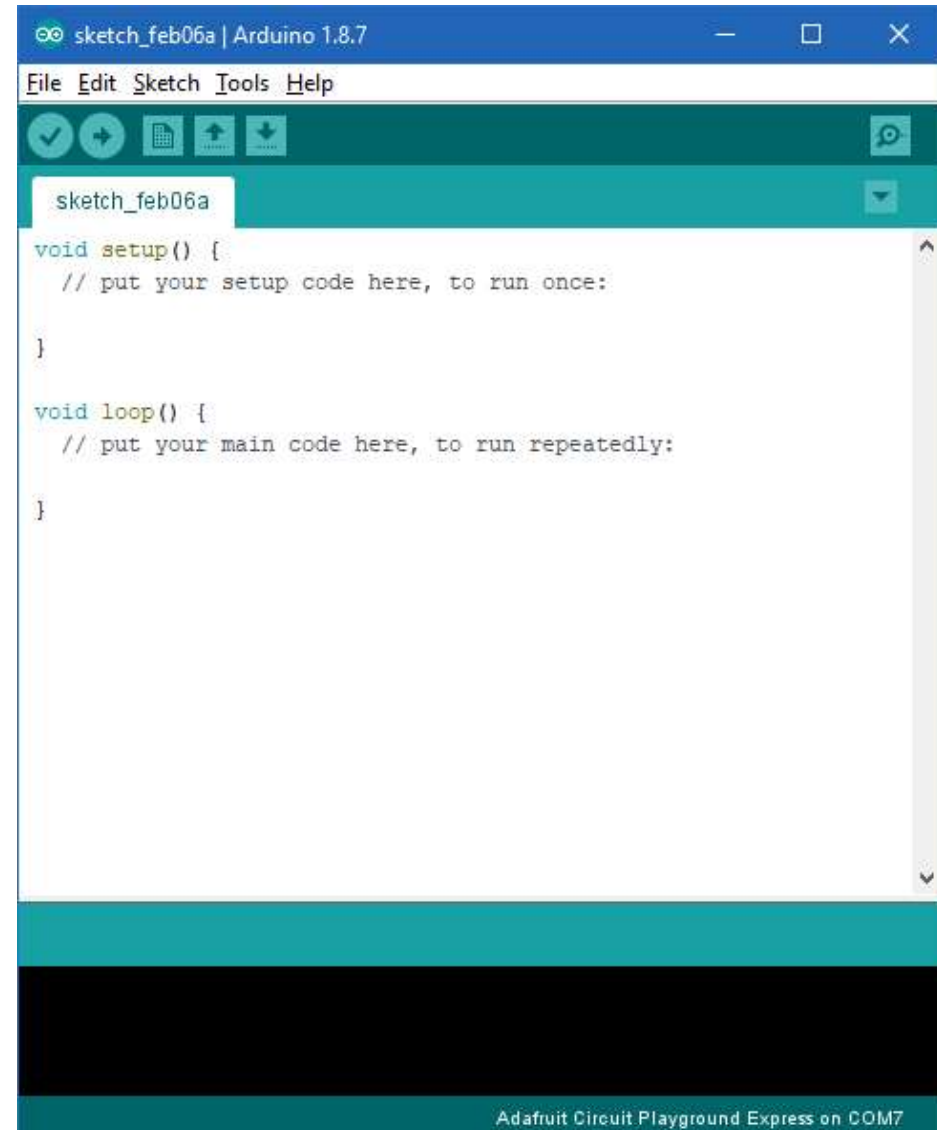 sketch_feb06a | Arduino 1.8.7
File Edit Sketch Tools Help
sketch_feb06a
void setup() {
  // put your setup code here, to run once:
}
void loop() {
  // put your main code here, to run repeatedly:
}
Adafruit Circuit Playground Express on COM7